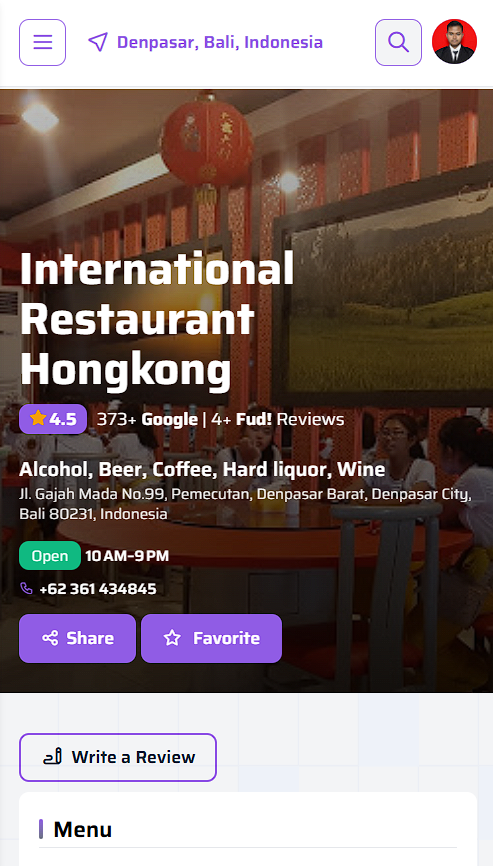 Denpasar, Bali, Indonesia
International
Restaurant
Hongkong
4.5 373+ Google | 4+ Fud! Reviews
Alcohol, Beer, Coffee, Hard liquor, Wine
Jl. Gajah Mada No.99, Pemecutan, Denpasar Barat, Denpasar City,
Bali 80231, Indonesia
Open 10 AM–9 PM
+62 361 434845
Share Favorite
Write a Review
Menu